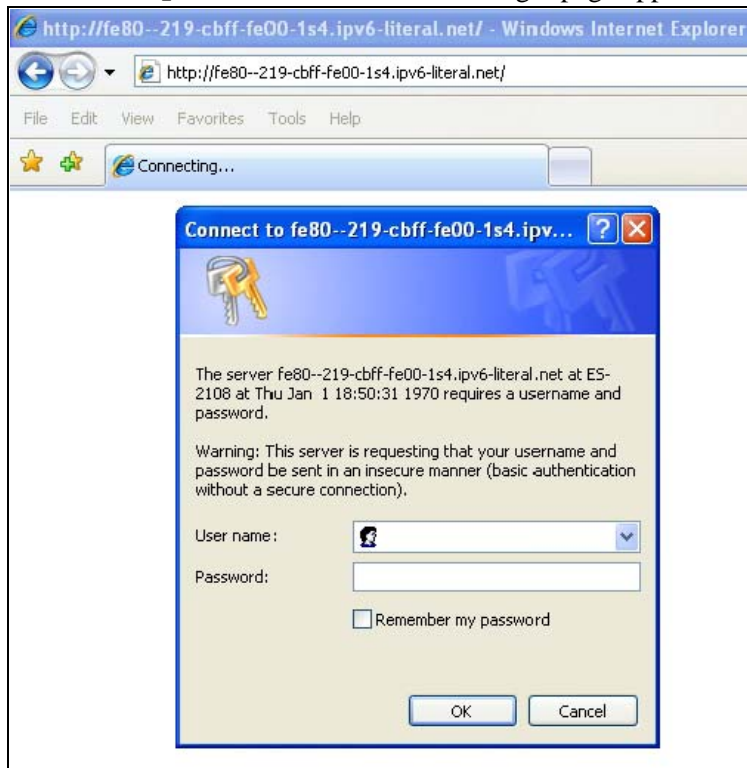 http://fe80--219-cbff-fe00-1s4.ipv6-literal.net/ - Windows Internet Explorer
http://fe80--219-cbff-fe00-1s4.ipv6-literal.net/
File Edit View Favorites Tools Help
Connecting...
Connect to fe80--219-cbff-fe00-1s4.ipv...
The server fe80--219-cbff-fe00-1s4.ipv6-literal.net at ES-
2108 at Thu Jan 1 18:50:31 1970 requires a username and
password.
Warning: This server is requesting that your username and
password be sent in an insecure manner (basic authentication
without a secure connection).
User name:
Password:
Remember my password
OK Cancel